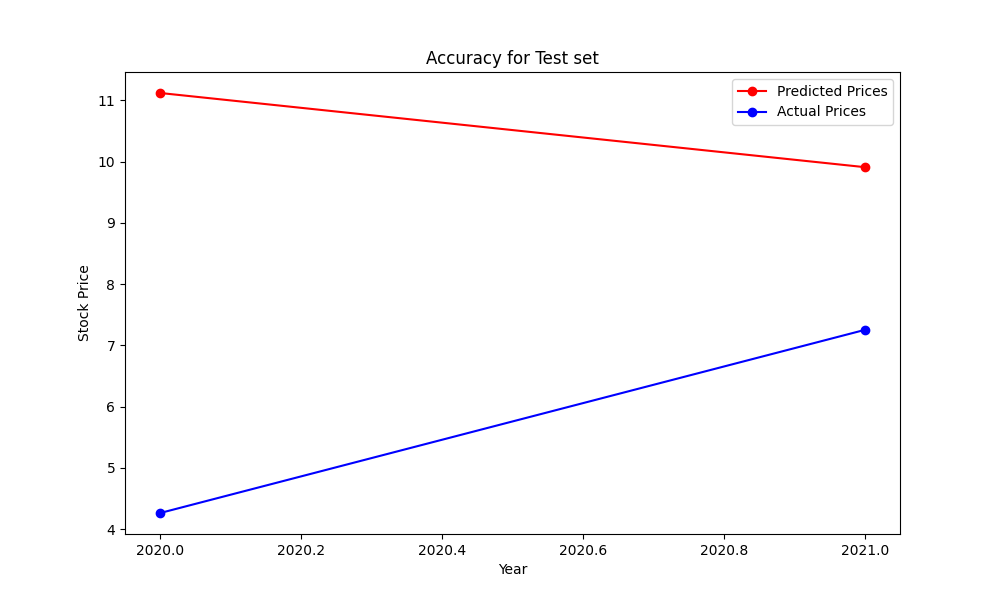 Accuracy for Test set
Predicted Prices
Actual Prices
11
10
9
8
7
6
5
4
Stock Price
2020.0 2020.2 2020.4 2020.6 2020.8 2021.0
Year